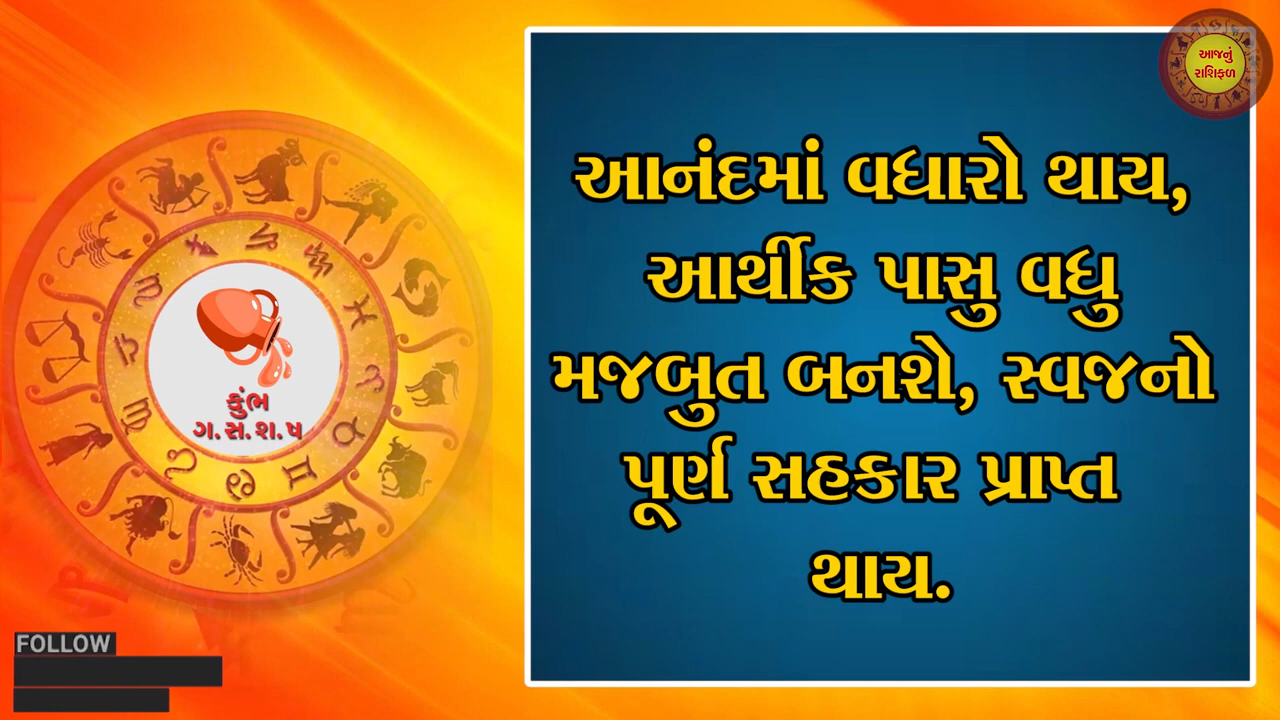 આજનું
રાશિફળ
આનંદમાં વધારો થાય,
આર્થીક પાસુ વધુ
મજબુત બનશે, સ્વજનો
પૂર્ણ સહકાર પ્રાપ્ત
થાય.
કુંભ
ગ.સ.શ.ષ
FOLLOW